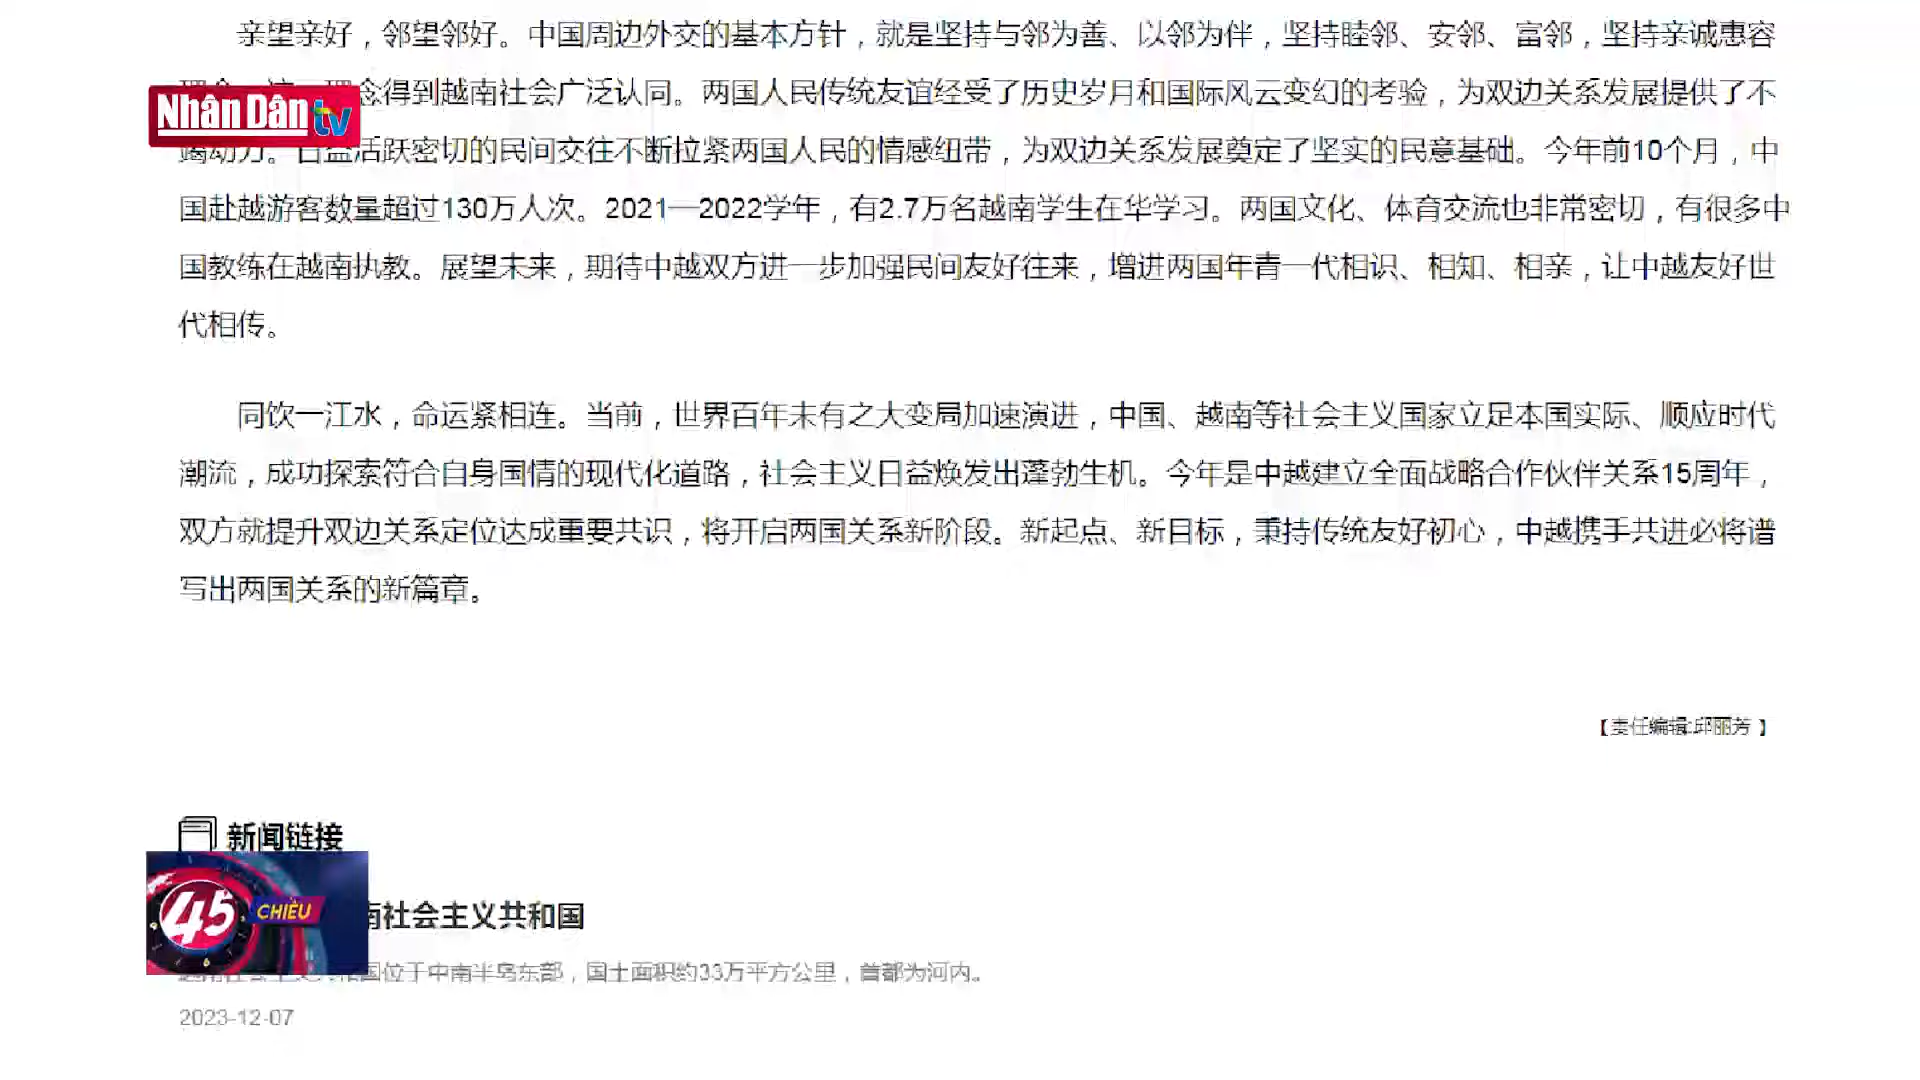 亲望亲好，邻望邻好。中国周边外交的基本方针，就是坚持与邻为善、以邻为伴，坚持睦邻、安邻、富邻，坚持亲诚惠容
念得到越南社会广泛认同。两国人民传统友谊经受了历史岁月和国际风云变幻的考验，为双边关系发展提供了不
Nhân Dân tv
竭动力。日益活跃密切的民间交往不断拉紧两国人民的情感纽带，为双边关系发展奠定了坚实的民意基础。今年前10个月，中
国赴越游客数量超过130万人次。2021—2022学年，有2.7万名越南学生在华学习。两国文化、体育交流也非常密切，有很多中
国教练在越南执教。展望未来，期待中越双方进一步加强民间友好往来，增进两国年青一代相识、相知、相亲，让中越友好世
代相传。
同饮一江水，命运紧相连。当前，世界百年未有之大变局加速演进，中国、越南等社会主义国家立足本国实际、顺应时代
潮流，成功探索符合自身国情的现代化道路，社会主义日益焕发出蓬勃生机。今年是中越建立全面战略合作伙伴关系15周年，
双方就提升双边关系定位达成重要共识，将开启两国关系新阶段。新起点、新目标，秉持传统友好初心，中越携手共进必将谱
写出两国关系的新篇章。
【责任编辑:邱丽芳 】
新闻链接
45 CHIỀU
南社会主义共和国
国位于中南半岛东部，国土面积约33万平方公里，首都为河内。
2023-12-07